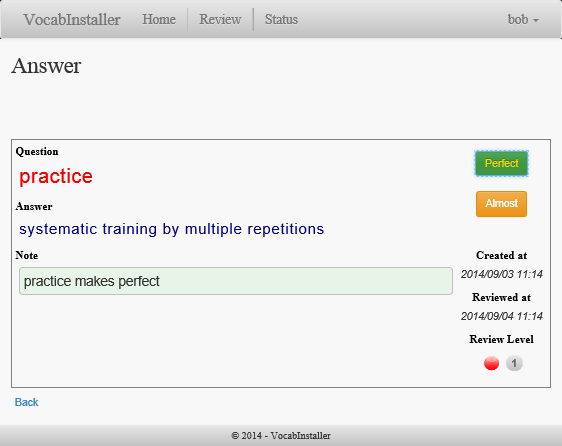 VocabInstaller Home Review Status bob
Answer
Question
practice
Answer
systematic training by multiple repetitions
Note
practice makes perfect
Perfect
Almost
Created at
2014/09/03 11:14
Reviewed at
2014/09/04 11:14
Review Level
1
Back
© 2014 - VocabInstaller